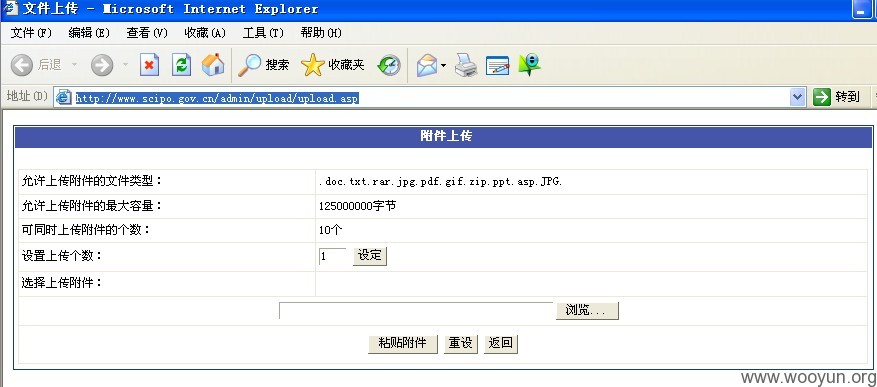 文件上传 - Microsoft Internet Explorer
文件(F) 编辑(E) 查看(V) 收藏(A) 工具(T) 帮助(H)
后退 搜索 收藏夹
地址(D) http://www.scipo.gov.cn/admin/upload/upload.asp 转到 链接
附件上传
允许上传附件的文件类型： .doc.txt.rar.jpg.pdf.gif.zip.ppt.asp.JPG.
允许上传附件的最大容量： 125000000字节
可同时上传附件的个数： 10个
设置上传个数： 1 设定
选择上传附件：
浏览...
粘贴附件 重设 返回
www.wooyun.org